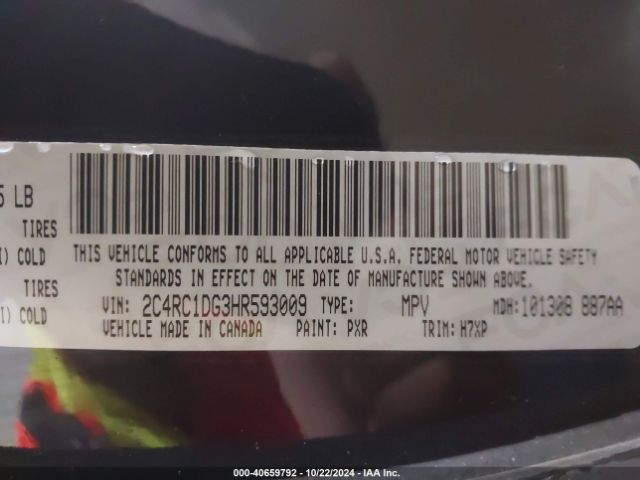 5 LB
TIRES
I) COLD
TIRES
I) COLD
THIS VEHICLE CONFORMS TO ALL APPLICABLE U.S.A. FEDERAL MOTOR VEHICLE SAFETY
STANDARDS IN EFFECT ON THE DATE OF MANUFACTURE SHOWN ABOVE.
VIN: 2C4RC1DG3HR593009 TYPE: MPV MDH:101308 887AA
VEHICLE MADE IN CANADA PAINT: PXR TRIM: H7XP
000-40659792 - 10/22/2024 - IAA Inc.